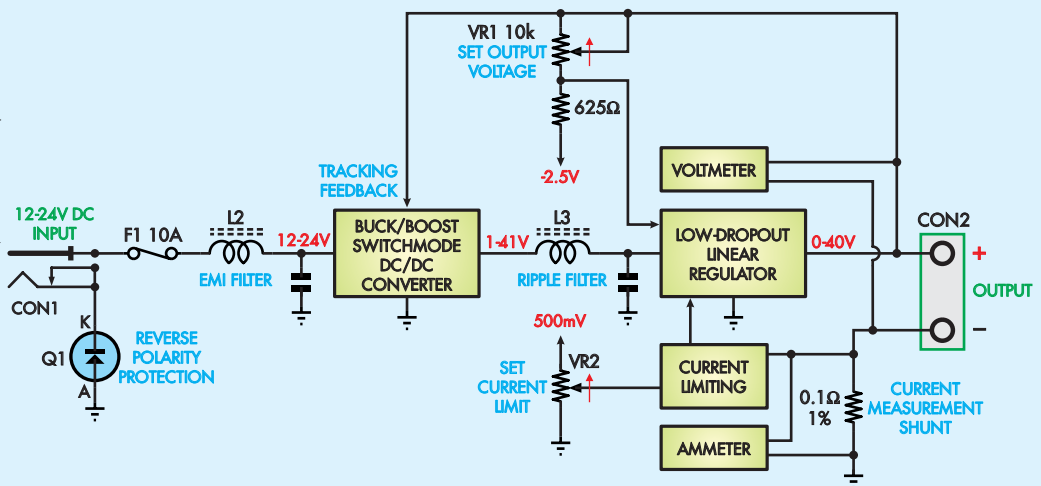 VR1 10k
SET OUTPUT
VOLTAGE
625Ω
-2.5V
TRACKING
FEEDBACK
VOLTMETER
12-24V DC
INPUT
F1 10A
L2
12-24V
BUCK/BOOST
SWITCHMODE
DC/DC
CONVERTER
1-41V
L3
LOW-DROPOUT
LINEAR
REGULATOR
0-40V
CON2
+
OUTPUT
−
EMI FILTER
RIPPLE FILTER
CON1
K
Q1
A
REVERSE
POLARITY
PROTECTION
500mV
VR2
SET
CURRENT
LIMIT
CURRENT
LIMITING
0.1Ω
1%
CURRENT
MEASUREMENT
SHUNT
AMMETER